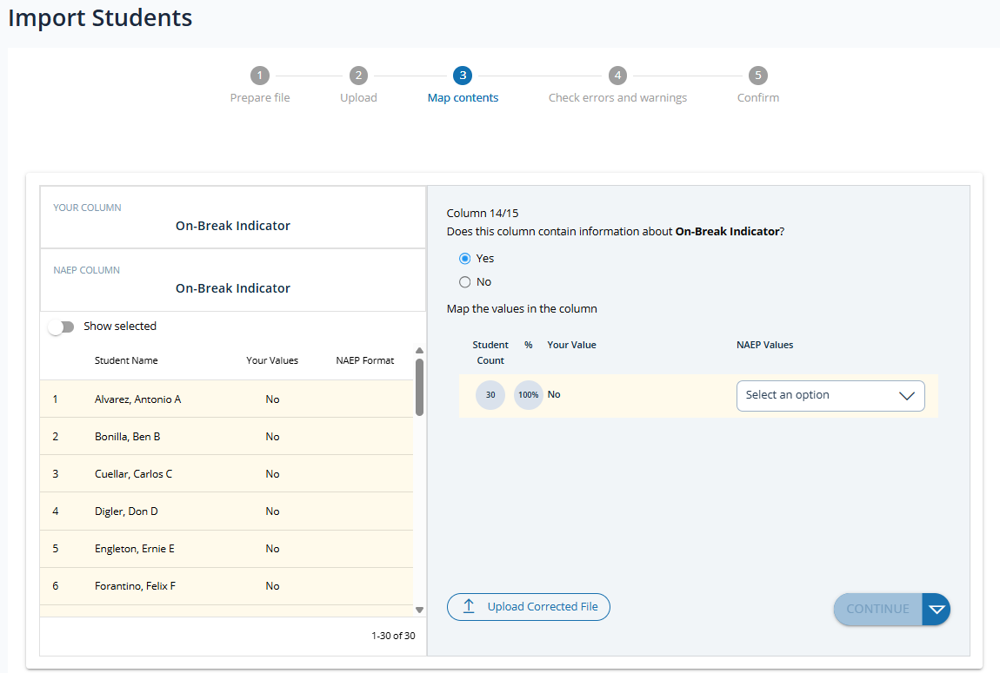 Import Students
1 2 3 4 5
Prepare file Upload Map contents Check errors and warnings Confirm
YOUR COLUMN
On-Break Indicator
NAEP COLUMN
On-Break Indicator
Show selected
Student Name Your Values NAEP Format
1 Alvarez, Antonio A No
2 Bonilla, Ben B No
3 Cuellar, Carlos C No
4 Digler, Don D No
5 Engleton, Ernie E No
6 Forantino, Felix F No
1-30 of 30
Column 14/15
Does this column contain information about On-Break Indicator?
Yes
No
Map the values in the column
Student Count % Your Value NAEP Values
30 100% No Select an option
Upload Corrected File
CONTINUE